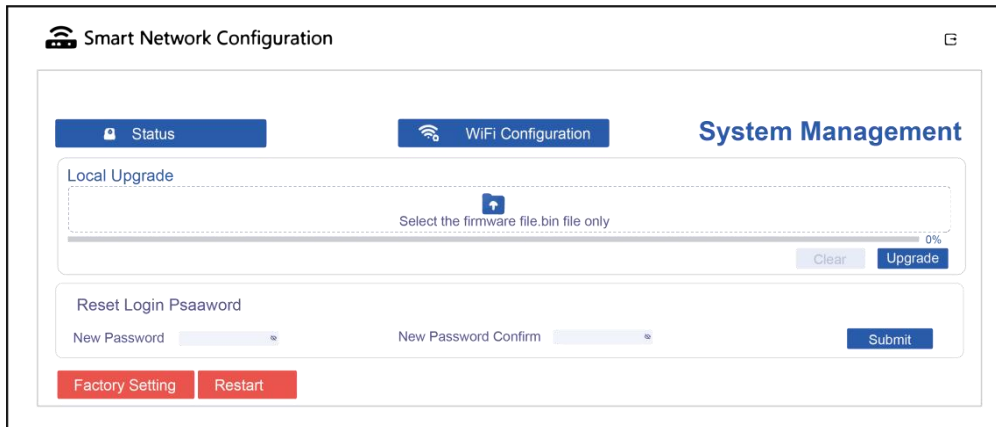 Smart Network Configuration
Status
WiFi Configuration
System Management
Local Upgrade
Select the firmware file.bin file only
0%
Clear
Upgrade
Reset Login Psaaword
New Password
New Password Confirm
Submit
Factory Setting
Restart